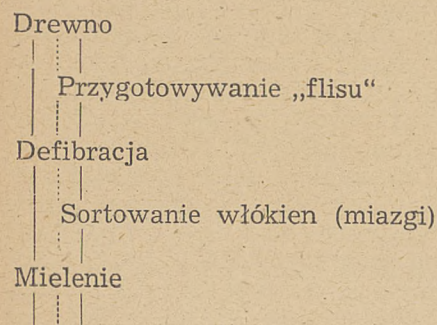 Drewno
Przygotowywanie „flisu“
Defibracja
Sortowanie włókien (miazgi)
Mielenie